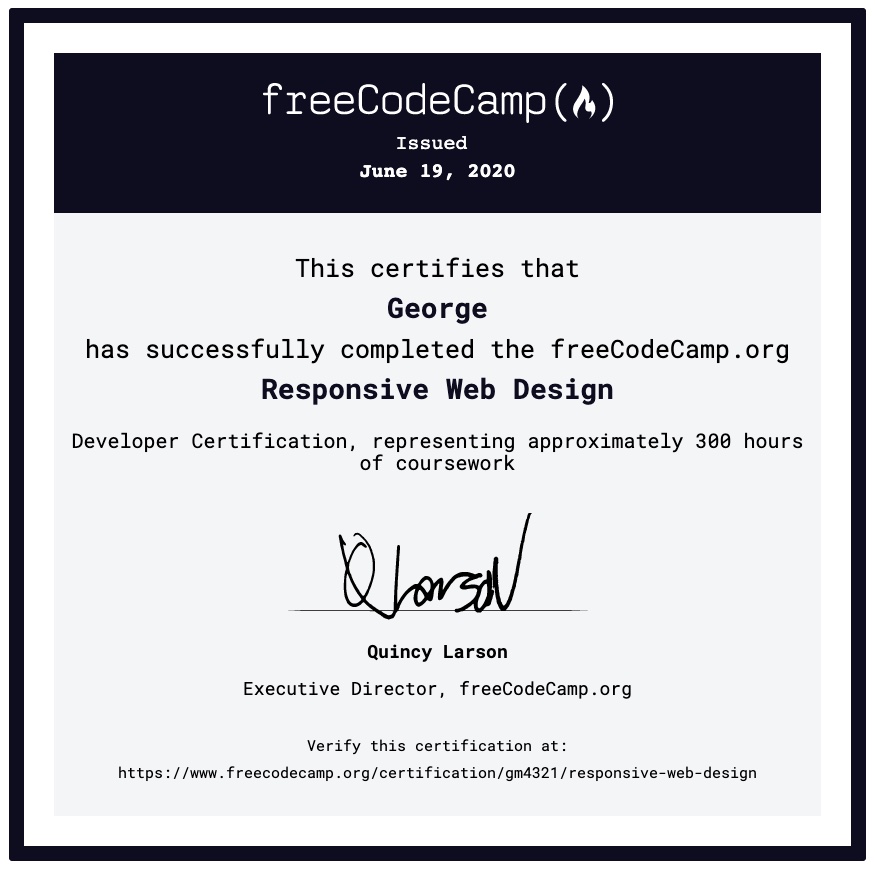 freeCodeCamp(🔥)
Issued
June 19, 2020
This certifies that
George
has successfully completed the freeCodeCamp.org
Responsive Web Design
Developer Certification, representing approximately 300 hours
of coursework
QLarson
Quincy Larson
Executive Director, freeCodeCamp.org
Verify this certification at:
https://www.freecodecamp.org/certification/gm4321/responsive-web-design